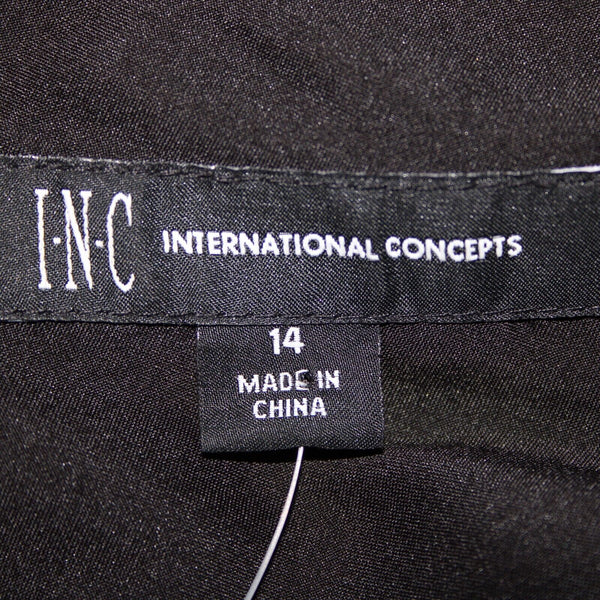 I·N·C INTERNATIONAL CONCEPTS
14
MADE IN
CHINA